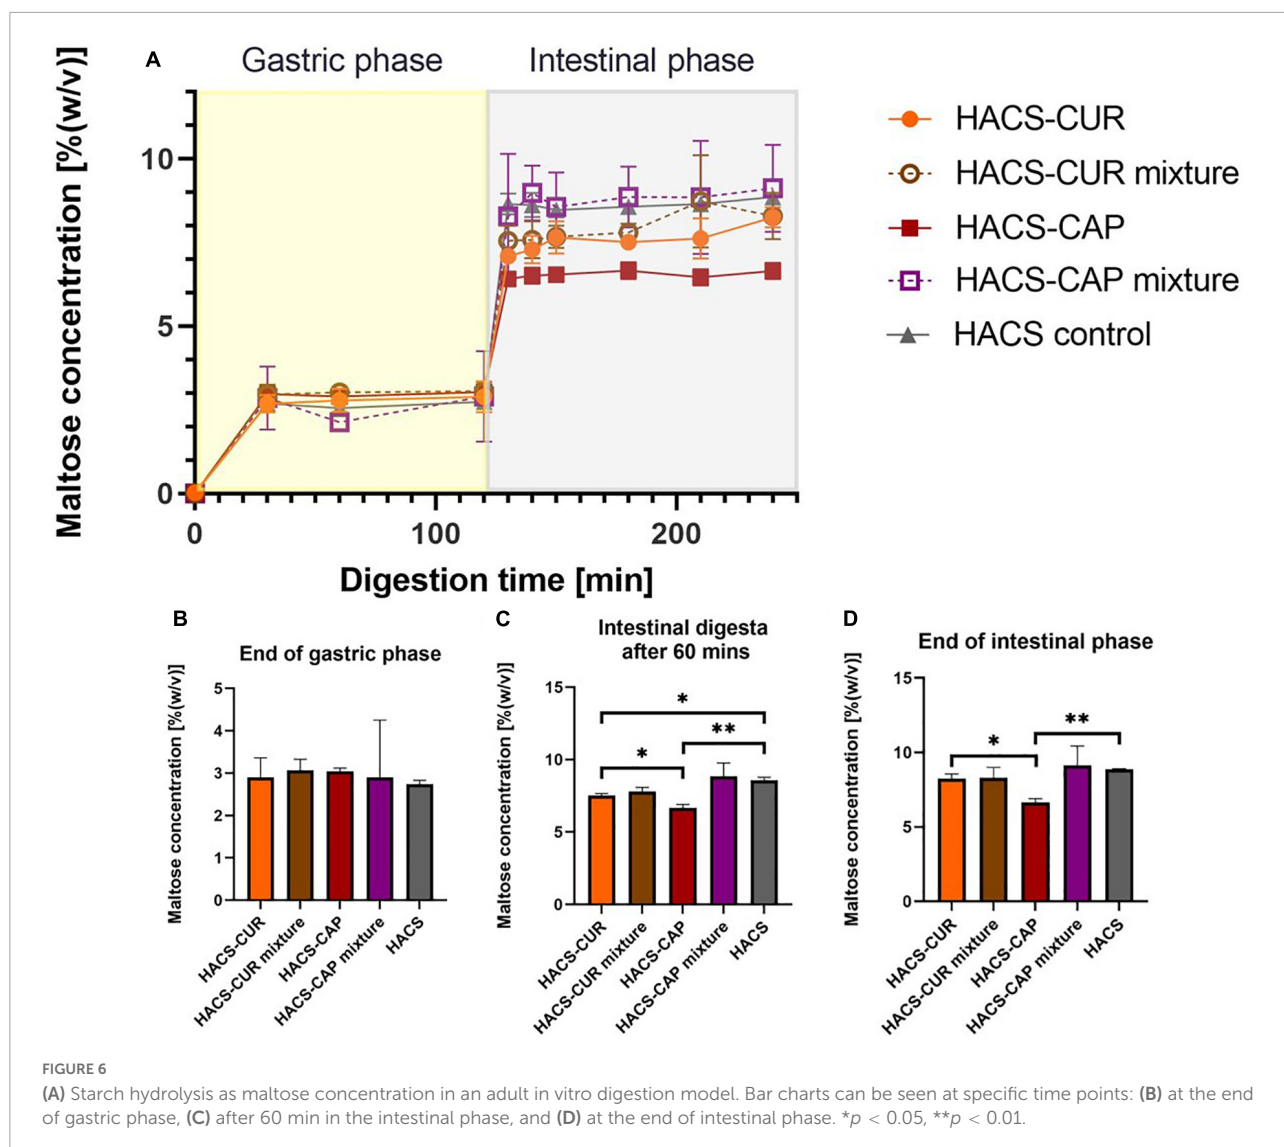 A
Gastric phase
Intestinal phase
Maltose concentration [%(w/v)]
10
5
0
0
100
200
Digestion time [min]
HACS-CUR
HACS-CUR mixture
HACS-CAP
HACS-CAP mixture
HACS control
B
End of gastric phase
Maltose concentration [%(w/v)]
5
4
3
2
1
0
HACS-CUR
HACS-CUR mixture
HACS-CAP
HACS-CAP mixture
HACS
C
Intestinal digesta
after 60 mins
Maltose concentration [%(w/v)]
15
10
5
0
*
**
*
HACS-CUR
HACS-CUR mixture
HACS-CAP
HACS-CAP mixture
HACS
D
End of intestinal phase
Maltose concentration [%(w/v)]
15
10
5
0
**
*
HACS-CUR
HACS-CUR mixture
HACS-CAP
HACS-CAP mixture
HACS
FIGURE 6
(A) Starch hydrolysis as maltose concentration in an adult in vitro digestion model. Bar charts can be seen at specific time points: (B) at the end
of gastric phase, (C) after 60 min in the intestinal phase, and (D) at the end of intestinal phase. *p < 0.05, **p < 0.01.